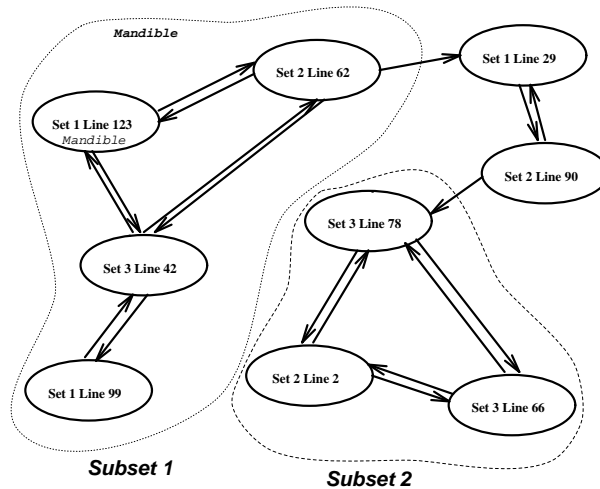 Mandible
Set 2 Line 62
Set 1 Line 29
Set 1 Line 123
Mandible
Set 2 Line 90
Set 3 Line 78
Set 3 Line 42
Set 2 Line 2
Set 1 Line 99
Set 3 Line 66
Subset 1
Subset 2